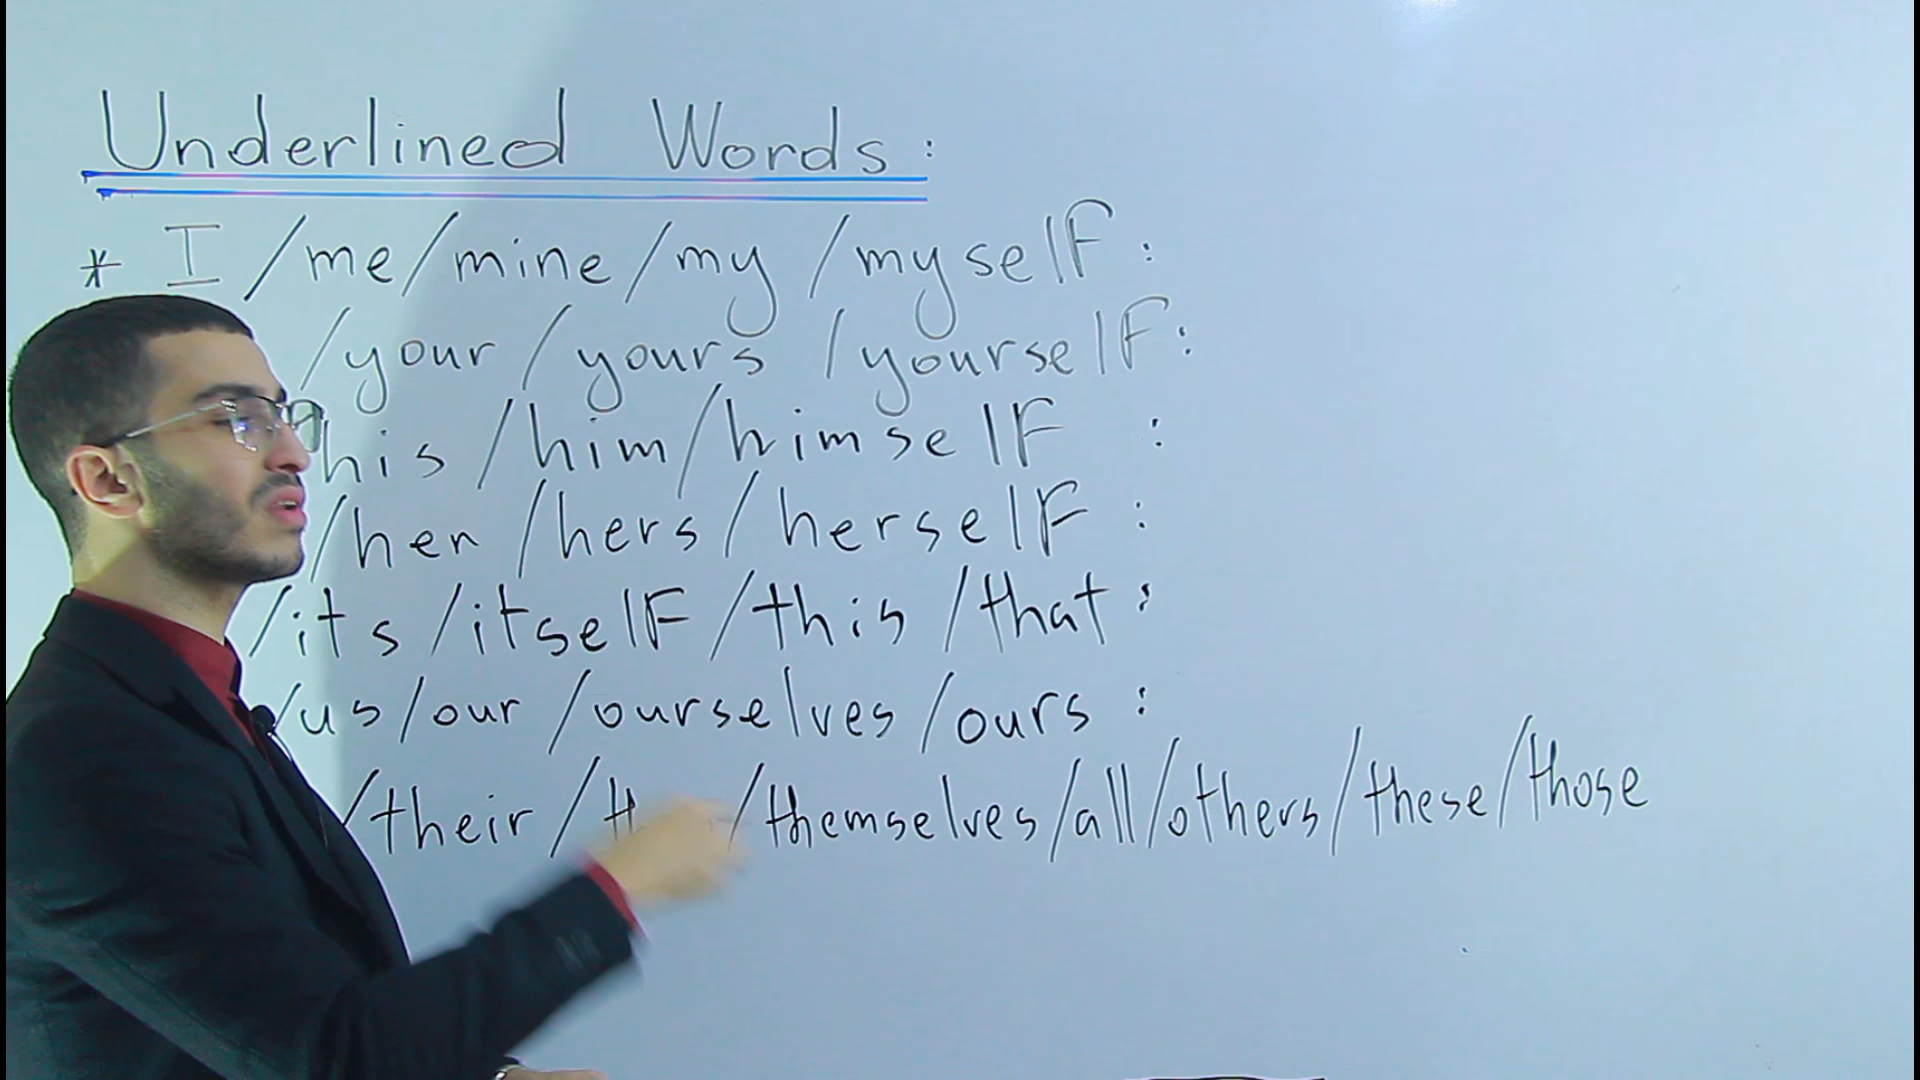 Underlined Words:
* I/me/mine/my/myself:
/your/yours/yourself:
his/him/himself :
/her/hers/herself :
/its/itself/this/that:
/us/our/ourselves/ours :
/their/ /themselves/all/others/these/those